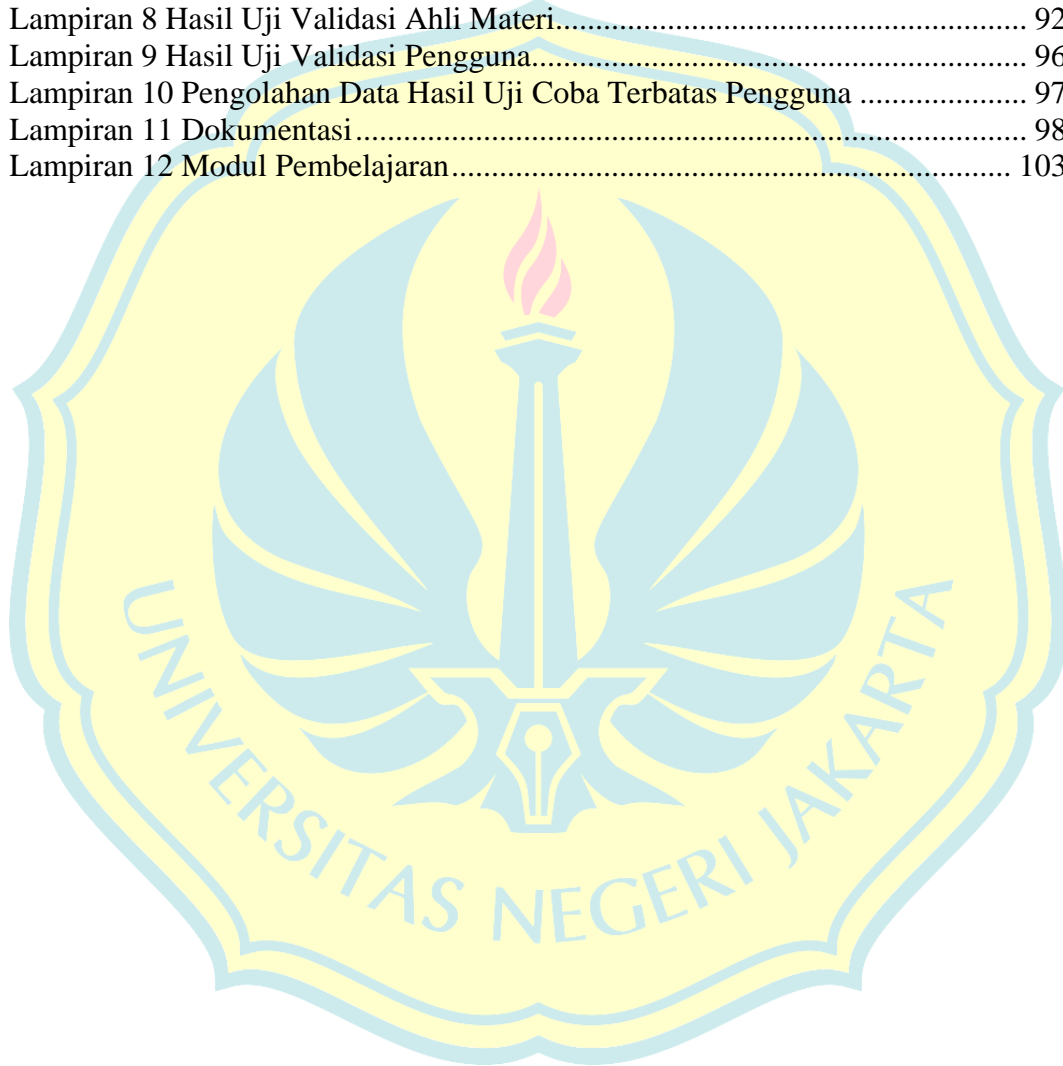 Lampiran 8 Hasil Uji Validasi Ahli Materi........................................................... 92
Lampiran 9 Hasil Uji Validasi Pengguna.............................................................. 96
Lampiran 10 Pengolahan Data Hasil Uji Coba Terbatas Pengguna ..................... 97
Lampiran 11 Dokumentasi.................................................................................... 98
Lampiran 12 Modul Pembelajaran...................................................................... 103
UNIVERSITAS NEGERI JAKARTA